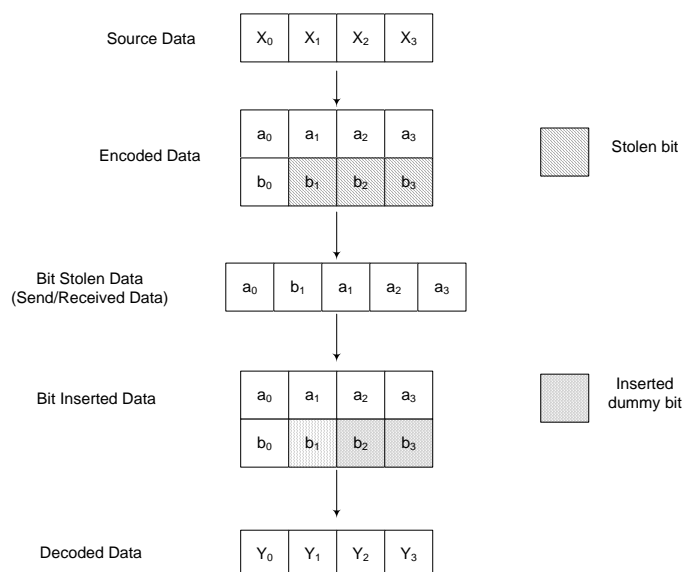 Source Data
X₀ X₁ X₂ X₃
Encoded Data
a₀ a₁ a₂ a₃
b₀ b₁ b₂ b₃
Stolen bit
Bit Stolen Data
(Send/Received Data)
a₀ b₁ a₁ a₂ a₃
Bit Inserted Data
a₀ a₁ a₂ a₃
b₀ b₁ b₂ b₃
Inserted
dummy bit
Decoded Data
Y₀ Y₁ Y₂ Y₃